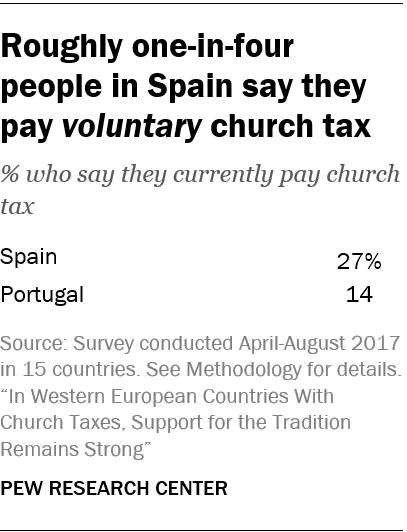 Roughly one-in-four
people in Spain say they
pay voluntary church tax
% who say they currently pay church
tax
Spain 27%
Portugal 14
Source: Survey conducted April-August 2017
in 15 countries. See Methodology for details.
“In Western European Countries With
Church Taxes, Support for the Tradition
Remains Strong”
PEW RESEARCH CENTER